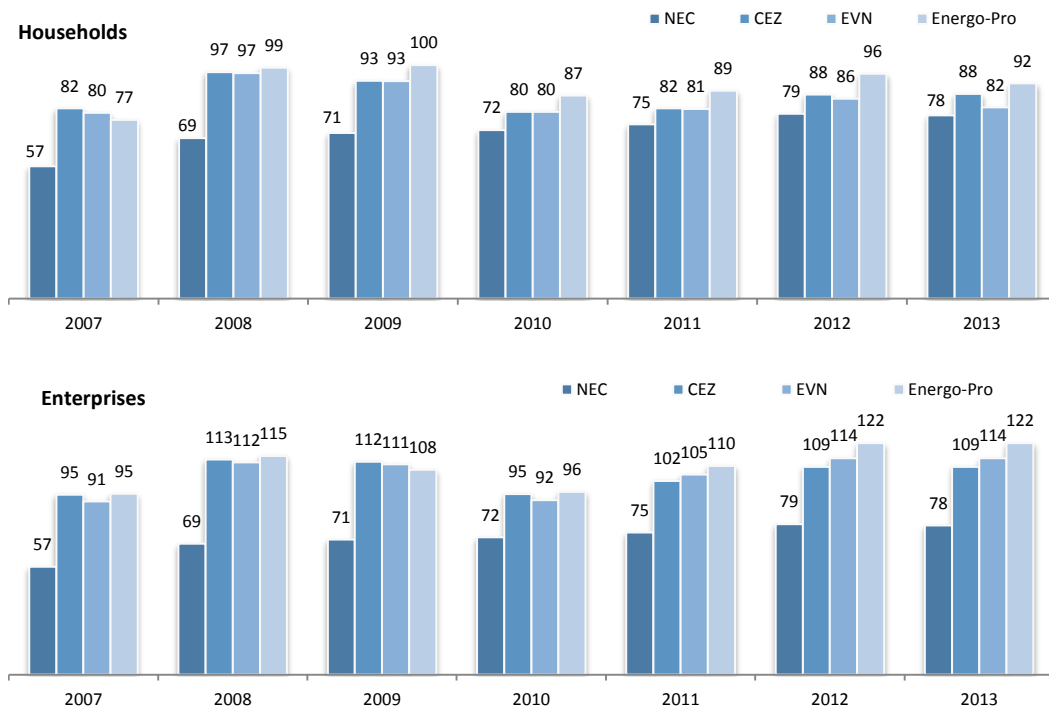 Households
NEC CEZ EVN Energo-Pro
57 82 80 77
69 97 97 99
71 93 93 100
72 80 80 87
75 82 81 89
79 88 86 96
78 88 82 92
2007 2008 2009 2010 2011 2012 2013
Enterprises
NEC CEZ EVN Energo-Pro
57 95 91 95
69 113 112 115
71 112 111 108
72 95 92 96
75 102 105 110
79 109 114 122
78 109 114 122
2007 2008 2009 2010 2011 2012 2013